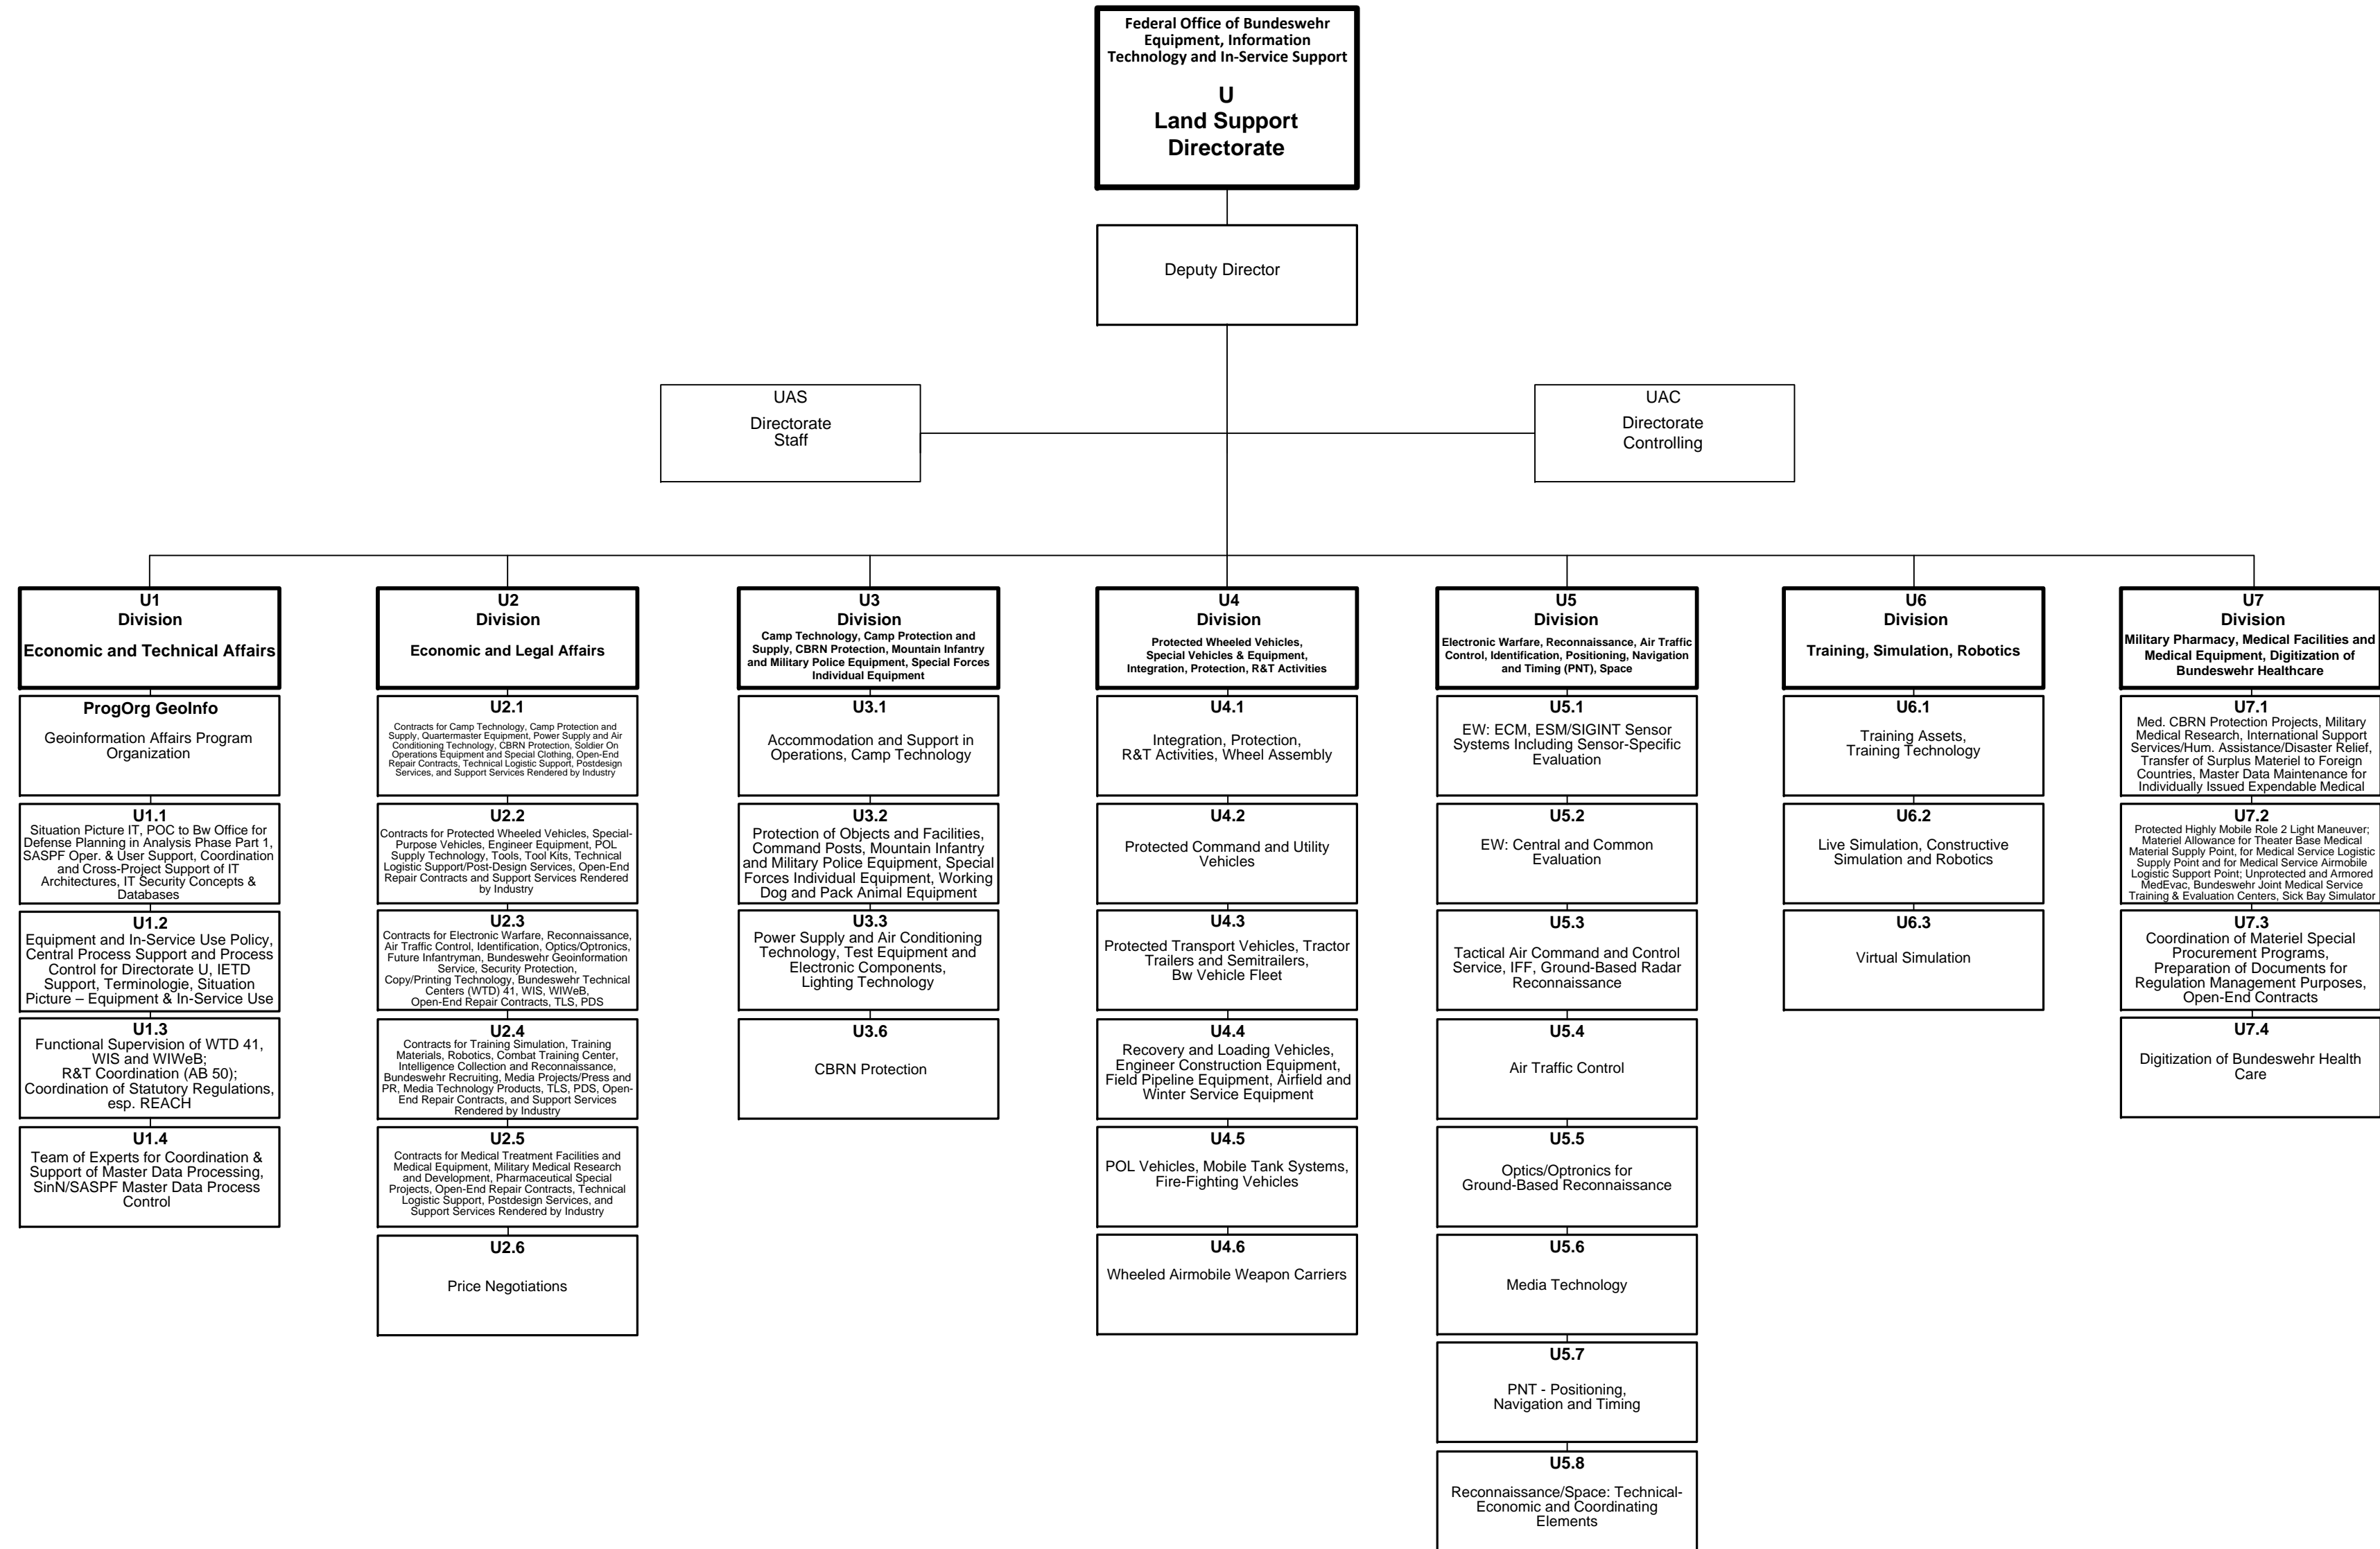 Federal Office of Bundeswehr
Equipment, Information
Technology and In-Service Support
U
Land Support
Directorate
Deputy Director
UAS
Directorate
Staff
UAC
Directorate
Controlling
U1
Division
Economic and Technical Affairs
ProgOrg GeoInfo
Geoinformation Affairs Program
Organization
U1.1
Situation Picture IT, POC to Bw Office for
Defense Planning in Analysis Phase Part 1,
SASPF Oper. & User Support, Coordination
and Cross-Project Support of IT
Architectures, IT Security Concepts &
Databases
U1.2
Equipment and In-Service Use Policy,
Central Process Support and Process
Control for Directorate U, IETD
Support, Terminologie, Situation
Picture – Equipment & In-Service Use
U1.3
Functional Supervision of WTD 41,
WIS and WIWeB;
R&T Coordination (AB 50);
Coordination of Statutory Regulations,
esp. REACH
U1.4
Team of Experts for Coordination &
Support of Master Data Processing,
SinN/SASPF Master Data Process
Control
U2
Division
Economic and Legal Affairs
U2.1
Contracts for Camp Technology, Camp Protection and
Supply, Quartermaster Equipment, Power Supply and Air
Conditioning Technology, CBRN Protection, Soldier On
Operations Equipment and Special Clothing, Open-End
Repair Contracts, Technical Logistic Support, Postdesign
Services, and Support Services Rendered by Industry
U2.2
Contracts for Protected Wheeled Vehicles, Special-
Purpose Vehicles, Engineer Equipment, POL
Supply Technology, Tools, Tool Kits, Technical
Logistic Support/Post-Design Services, Open-End
Repair Contracts and Support Services Rendered
by Industry
U2.3
Contracts for Electronic Warfare, Reconnaissance,
Air Traffic Control, Identification, Optics/Optronics,
Future Infantryman, Bundeswehr Geoinformation
Service, Security Protection,
Copy/Printing Technology, Bundeswehr Technical
Centers (WTD) 41, WIS, WIWeB,
Open-End Repair Contracts, TLS, PDS
U2.4
Contracts for Training Simulation, Training
Materials, Robotics, Combat Training Center,
Intelligence Collection and Reconnaissance,
Bundeswehr Recruiting, Media Projects/Press and
PR, Media Technology Products, TLS, PDS, Open-
End Repair Contracts, and Support Services
Rendered by Industry
U2.5
Contracts for Medical Treatment Facilities and
Medical Equipment, Military Medical Research
and Development, Pharmaceutical Special
Projects, Open-End Repair Contracts, Technical
Logistic Support, Postdesign Services, and
Support Services Rendered by Industry
U2.6
Price Negotiations
U3
Division
Camp Technology, Camp Protection and
Supply, CBRN Protection, Mountain Infantry
and Military Police Equipment, Special Forces
Individual Equipment
U3.1
Accommodation and Support in
Operations, Camp Technology
U3.2
Protection of Objects and Facilities,
Command Posts, Mountain Infantry
and Military Police Equipment, Special
Forces Individual Equipment, Working
Dog and Pack Animal Equipment
U3.3
Power Supply and Air Conditioning
Technology, Test Equipment and
Electronic Components,
Lighting Technology
U3.6
CBRN Protection
U4
Division
Protected Wheeled Vehicles,
Special Vehicles & Equipment,
Integration, Protection, R&T Activities
U4.1
Integration, Protection,
R&T Activities, Wheel Assembly
U4.2
Protected Command and Utility
Vehicles
U4.3
Protected Transport Vehicles, Tractor
Trailers and Semitrailers,
Bw Vehicle Fleet
U4.4
Recovery and Loading Vehicles,
Engineer Construction Equipment,
Field Pipeline Equipment, Airfield and
Winter Service Equipment
U4.5
POL Vehicles, Mobile Tank Systems,
Fire-Fighting Vehicles
U4.6
Wheeled Airmobile Weapon Carriers
U5
Division
Electronic Warfare, Reconnaissance, Air Traffic
Control, Identification, Positioning, Navigation
and Timing (PNT), Space
U5.1
EW: ECM, ESM/SIGINT Sensor
Systems Including Sensor-Specific
Evaluation
U5.2
EW: Central and Common
Evaluation
U5.3
Tactical Air Command and Control
Service, IFF, Ground-Based Radar
Reconnaissance
U5.4
Air Traffic Control
U5.5
Optics/Optronics for
Ground-Based Reconnaissance
U5.6
Media Technology
U5.7
PNT - Positioning,
Navigation and Timing
U5.8
Reconnaissance/Space: Technical-
Economic and Coordinating
Elements
U6
Division
Training, Simulation, Robotics
U6.1
Training Assets,
Training Technology
U6.2
Live Simulation, Constructive
Simulation and Robotics
U6.3
Virtual Simulation
U7
Division
Military Pharmacy, Medical Facilities and
Medical Equipment, Digitization of
Bundeswehr Healthcare
U7.1
Med. CBRN Protection Projects, Military
Medical Research, International Support
Services/Hum. Assistance/Disaster Relief,
Transfer of Surplus Materiel to Foreign
Countries, Master Data Maintenance for
Individually Issued Expendable Medical
U7.2
Protected Highly Mobile Role 2 Light Maneuver;
Materiel Allowance for Theater Base Medical
Material Supply Point, for Medical Service Logistic
Supply Point and for Medical Service Airmobile
Logistic Support Point; Unprotected and Armored
MedEvac, Bundeswehr Joint Medical Service
Training & Evaluation Centers, Sick Bay Simulator
U7.3
Coordination of Materiel Special
Procurement Programs,
Preparation of Documents for
Regulation Management Purposes,
Open-End Contracts
U7.4
Digitization of Bundeswehr Health
Care